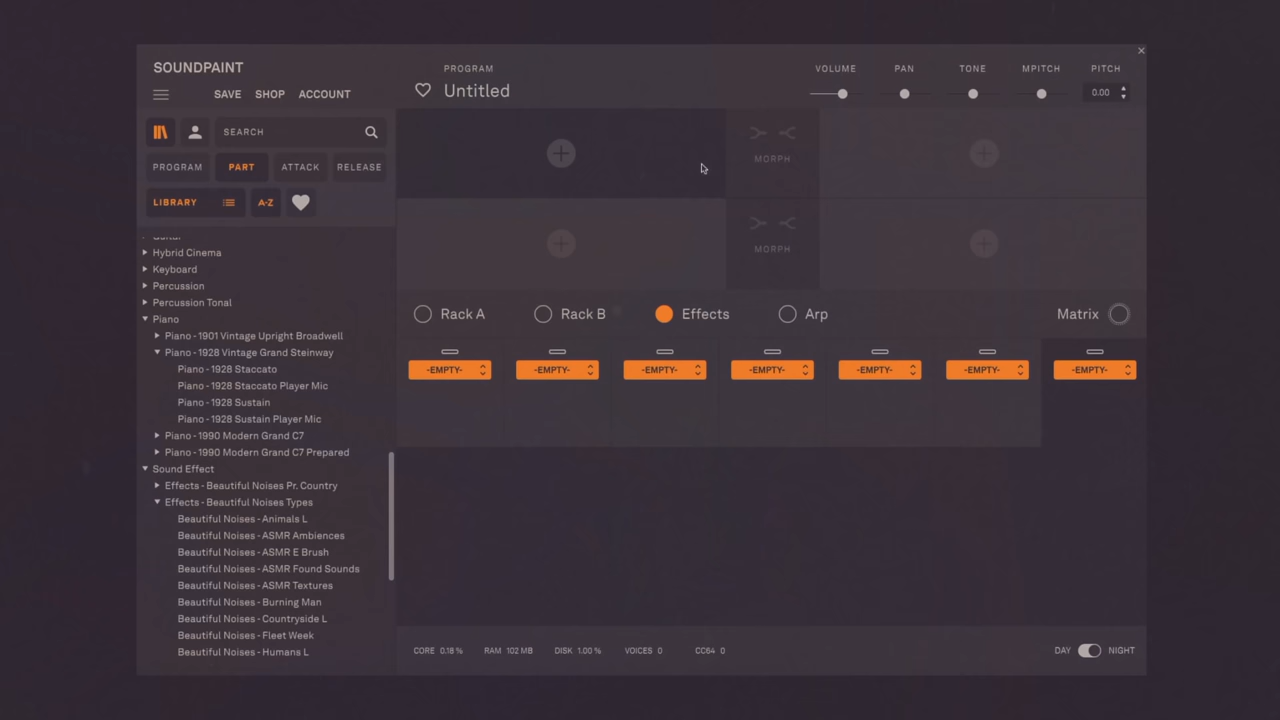 SOUNDPAINT
SAVE SHOP ACCOUNT
PROGRAM
Untitled
VOLUME PAN TONE MPITCH PITCH
0.00
SEARCH
PROGRAM PART ATTACK RELEASE
LIBRARY A-Z
Hybrid Cinema
Keyboard
Percussion
Percussion Tonal
Piano
Piano - 1901 Vintage Upright Broadwell
Piano - 1928 Vintage Grand Steinway
Piano - 1928 Staccato
Piano - 1928 Staccato Player Mic
Piano - 1928 Sustain
Piano - 1928 Sustain Player Mic
Piano - 1990 Modern Grand C7
Piano - 1990 Modern Grand C7 Prepared
Sound Effect
Effects - Beautiful Noises Pr. Country
Effects - Beautiful Noises Types
Beautiful Noises - Animals L
Beautiful Noises - ASMR Ambiences
Beautiful Noises - ASMR E Brush
Beautiful Noises - ASMR Found Sounds
Beautiful Noises - ASMR Textures
Beautiful Noises - Burning Man
Beautiful Noises - Countryside L
Beautiful Noises - Fleet Week
Beautiful Noises - Humans L
MORPH
MORPH
Rack A Rack B Effects Arp Matrix
-EMPTY- -EMPTY- -EMPTY- -EMPTY- -EMPTY- -EMPTY- -EMPTY-
CORE 0.18 % RAM 102 MB DISK 1.00 % VOICES 0 CC64 0
DAY NIGHT